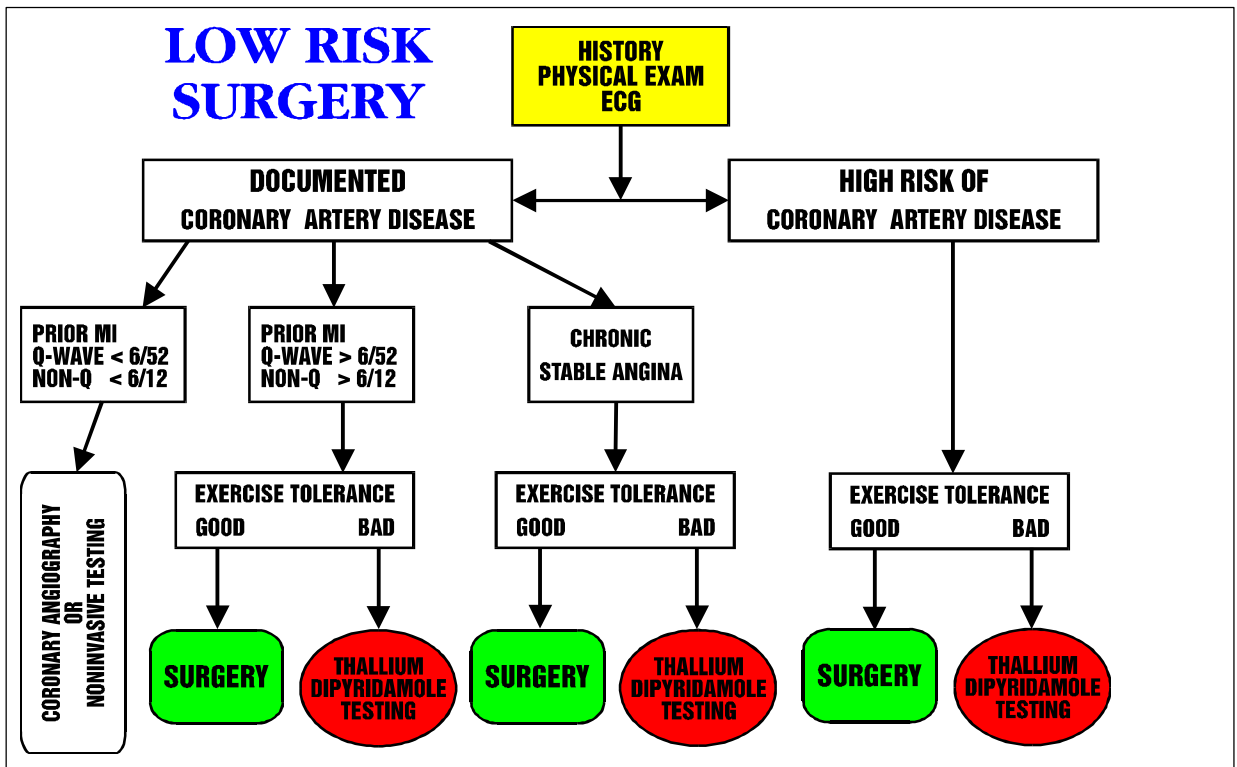 LOW RISK
SURGERY
HISTORY
PHYSICAL EXAM
ECG
DOCUMENTED
CORONARY ARTERY DISEASE
HIGH RISK OF
CORONARY ARTERY DISEASE
PRIOR MI
Q-WAVE < 6/52
NON-Q < 6/12
PRIOR MI
Q-WAVE > 6/52
NON-Q > 6/12
CHRONIC
STABLE ANGINA
CORONARY ANGIOGRAPHY
OR
NONINVASIVE TESTING
EXERCISE TOLERANCE
GOOD BAD
EXERCISE TOLERANCE
GOOD BAD
EXERCISE TOLERANCE
GOOD BAD
SURGERY
THALLIUM
DIPYRIDAMOLE
TESTING
SURGERY
THALLIUM
DIPYRIDAMOLE
TESTING
SURGERY
THALLIUM
DIPYRIDAMOLE
TESTING